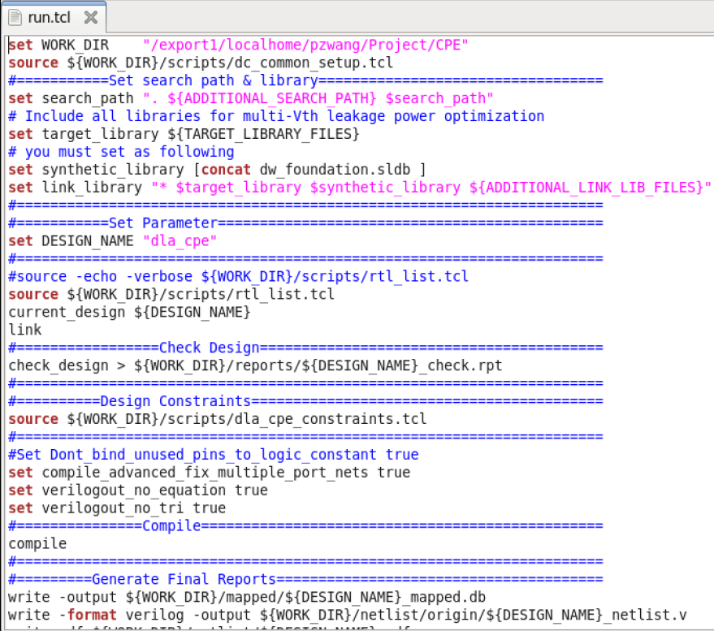 run.tcl
set WORK_DIR    "/export1/localhome/pzwang/Project/CPE"
source ${WORK_DIR}/scripts/dc_common_setup.tcl
#===========Set search path & library==================================
set search_path ". ${ADDITIONAL_SEARCH_PATH} $search_path"
# Include all libraries for multi-Vth leakage power optimization
set target_library ${TARGET_LIBRARY_FILES}
# you must set as following
set synthetic_library [concat dw_foundation.sldb ]
set link_library "* $target_library $synthetic_library ${ADDITIONAL_LINK_LIB_FILES}"
#======================================================================
#===========Set Parameter==============================================
set DESIGN_NAME "dla_cpe"
#======================================================================
#source -echo -verbose ${WORK_DIR}/scripts/rtl_list.tcl
source ${WORK_DIR}/scripts/rtl_list.tcl
current_design ${DESIGN_NAME}
link
#=================Check Design=========================================
check_design > ${WORK_DIR}/reports/${DESIGN_NAME}_check.rpt
#======================================================================
#==========Design Constraints==========================================
source ${WORK_DIR}/scripts/dla_cpe_constraints.tcl
#======================================================================
#Set Dont_bind_unused_pins_to_logic_constant true
set compile_advanced_fix_multiple_port_nets true
set verilogout_no_equation true
set verilogout_no_tri true
#===============Compile================================================
compile
#======================================================================
#=========Generate Final Reports=======================================
write -output ${WORK_DIR}/mapped/${DESIGN_NAME}_mapped.db
write -format verilog -output ${WORK_DIR}/netlist/origin/${DESIGN_NAME}_netlist.v